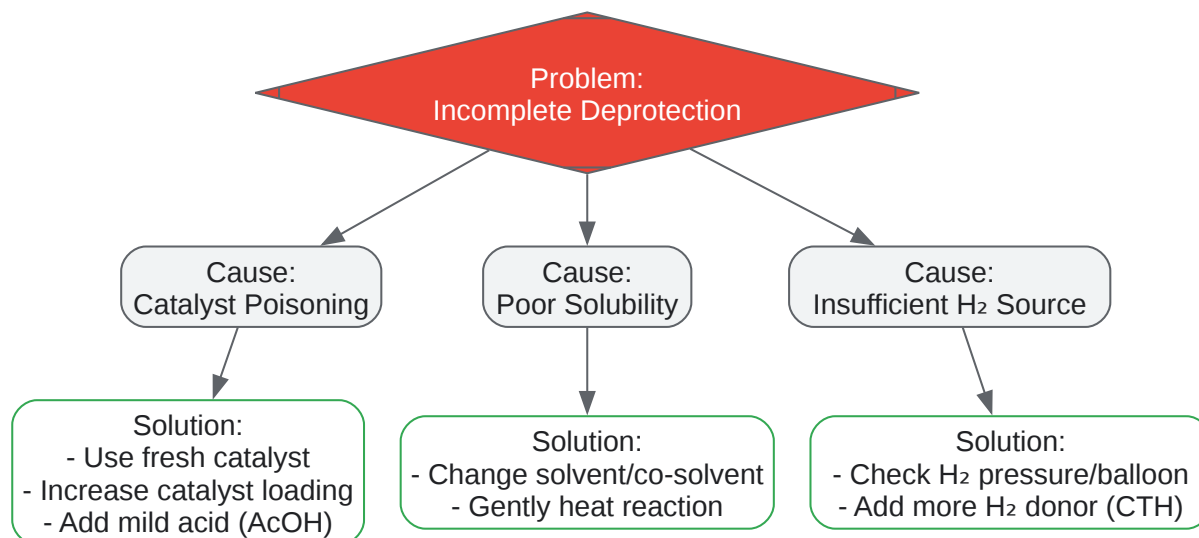 Problem:
Incomplete Deprotection
Cause:
Catalyst Poisoning
Cause:
Poor Solubility
Cause:
Insufficient H₂ Source
Solution:
- Use fresh catalyst
- Increase catalyst loading
- Add mild acid (AcOH)
Solution:
- Change solvent/co-solvent
- Gently heat reaction
Solution:
- Check H₂ pressure/balloon
- Add more H₂ donor (CTH)